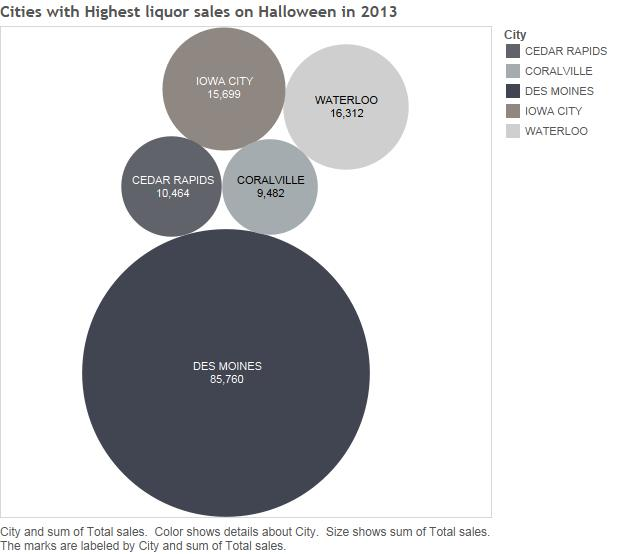 Cities with Highest liquor sales on Halloween in 2013
IOWA CITY
15,699
WATERLOO
16,312
CEDAR RAPIDS
10,464
CORALVILLE
9,482
DES MOINES
85,760
City
CEDAR RAPIDS
CORALVILLE
DES MOINES
IOWA CITY
WATERLOO
City and sum of Total sales.  Color shows details about City.  Size shows sum of Total sales.
The marks are labeled by City and sum of Total sales.